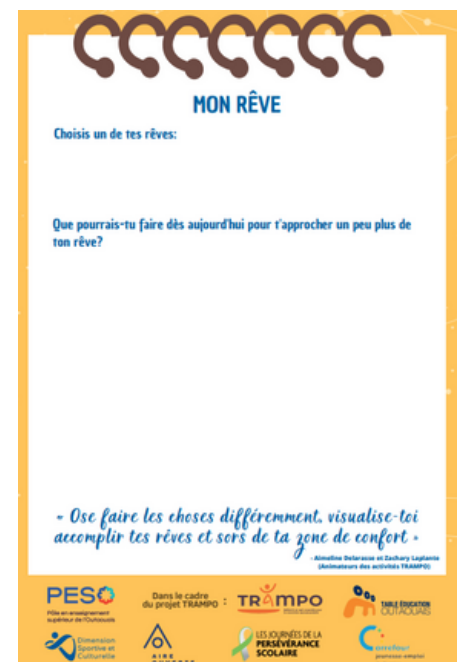 MON RÊVE
Choisis un de tes rêves:
Que pourrais-tu faire dès aujourd'hui pour t'approcher un peu plus de
ton rêve?
« Ose faire les choses différemment, visualise-toi
accomplir tes rêves et sors de ta zone de confort »
- Aimeline Delarasse et Zachary Laplante
(Animateurs des activités TRAMPO)
PESO
Pôle en enseignement
supérieur de l'Outaouais
Dans le cadre
du projet TRAMPO :
TRAMPO
TABLE ÉDUCATION
OUTAOUAIS
Dimension
Sportive et
Culturelle
AIRE
LES JOURNÉES DE LA
PERSÉVÉRANCE
SCOLAIRE
Carrefour
jeunesse-emploi